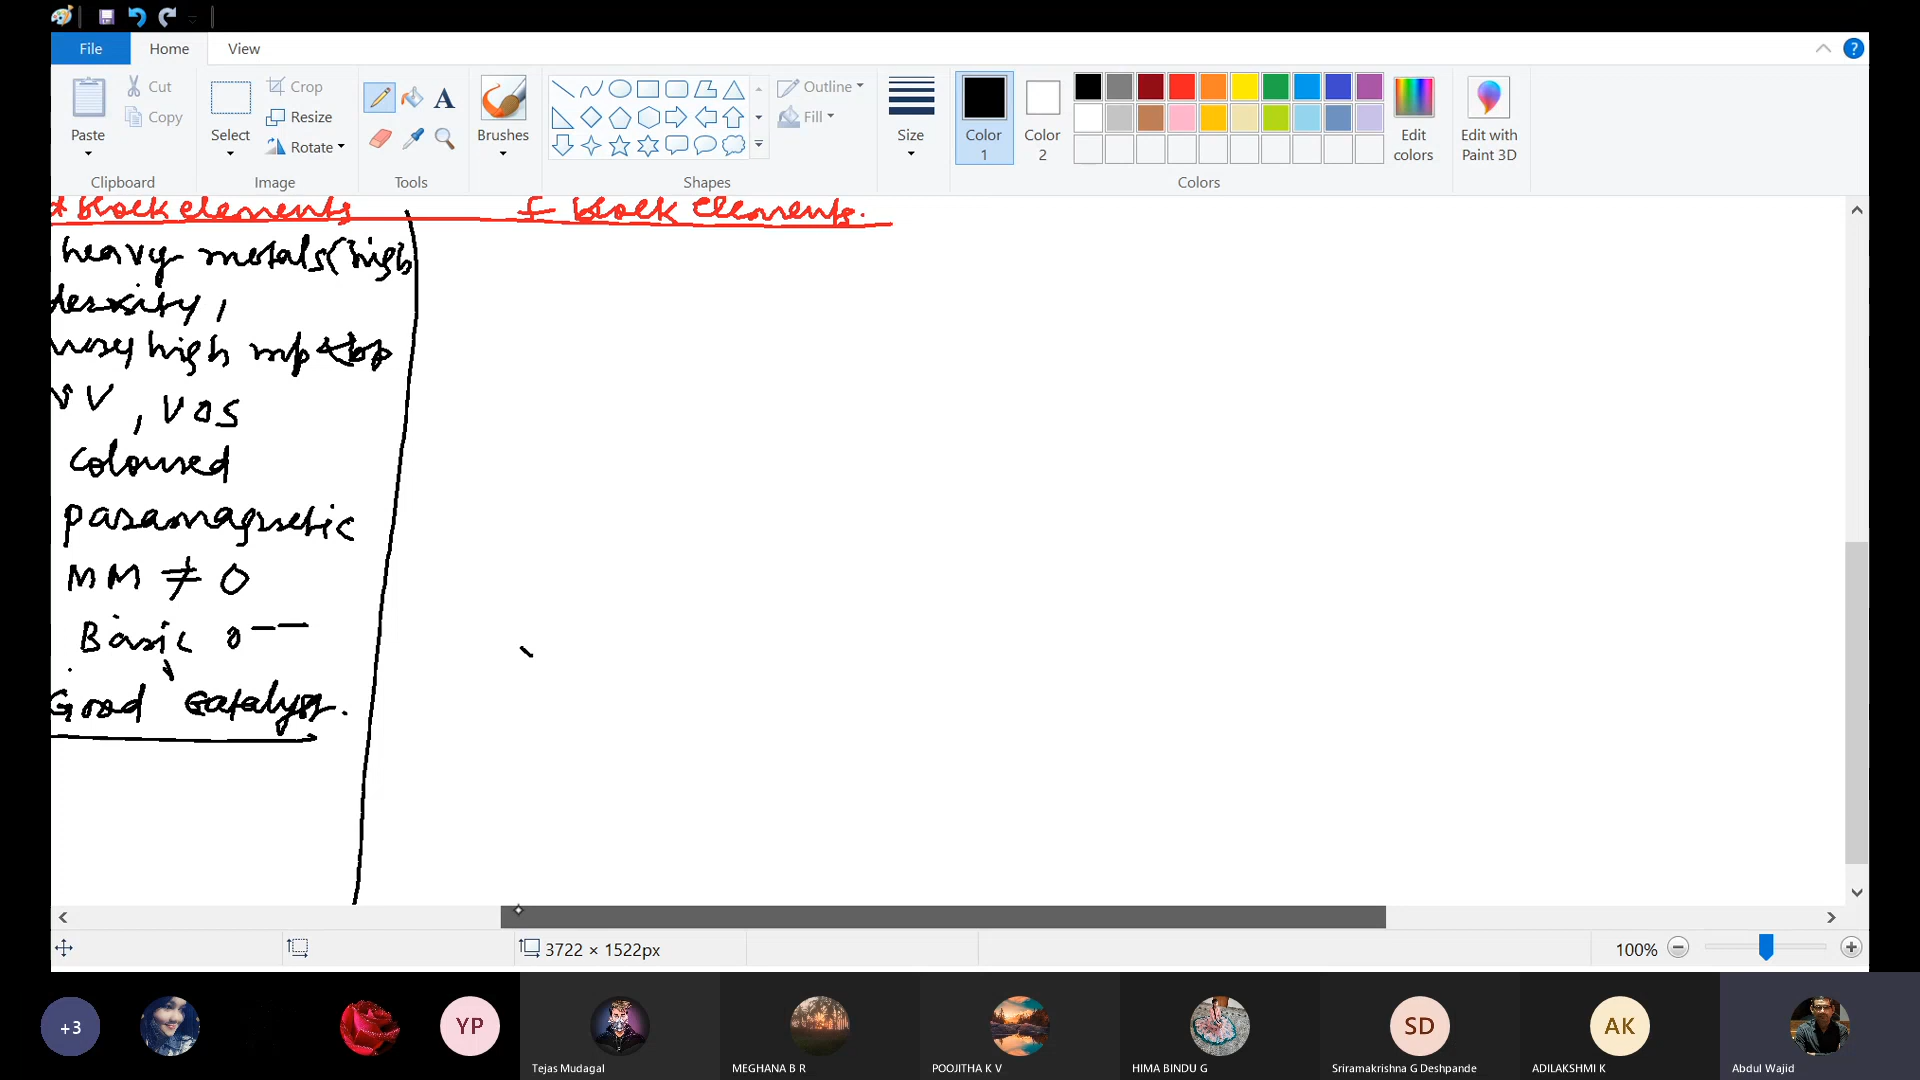 File
Home
View
Paste
Cut
Copy
Clipboard
Select
Crop
Resize
Rotate
Image
Tools
Brushes
Shapes
Outline
Fill
Size
Color
1
Color
2
Edit
colors
Edit with
Paint 3D
Colors
block elements
f- block elements.
heavy metals (high
density,
high mp & bp
V, VOS
Coloured
paramagnetic
MM ≠ 0
Basic
Good Catalyst.
3722 × 1522px
100%
+3
YP
SD
AK
Tejas Mudagal
MEGHANA B R
POOJITHA K V
HIMA BINDU G
Sriramakrishna G Deshpande
ADILAKSHMI K
Abdul Wajid